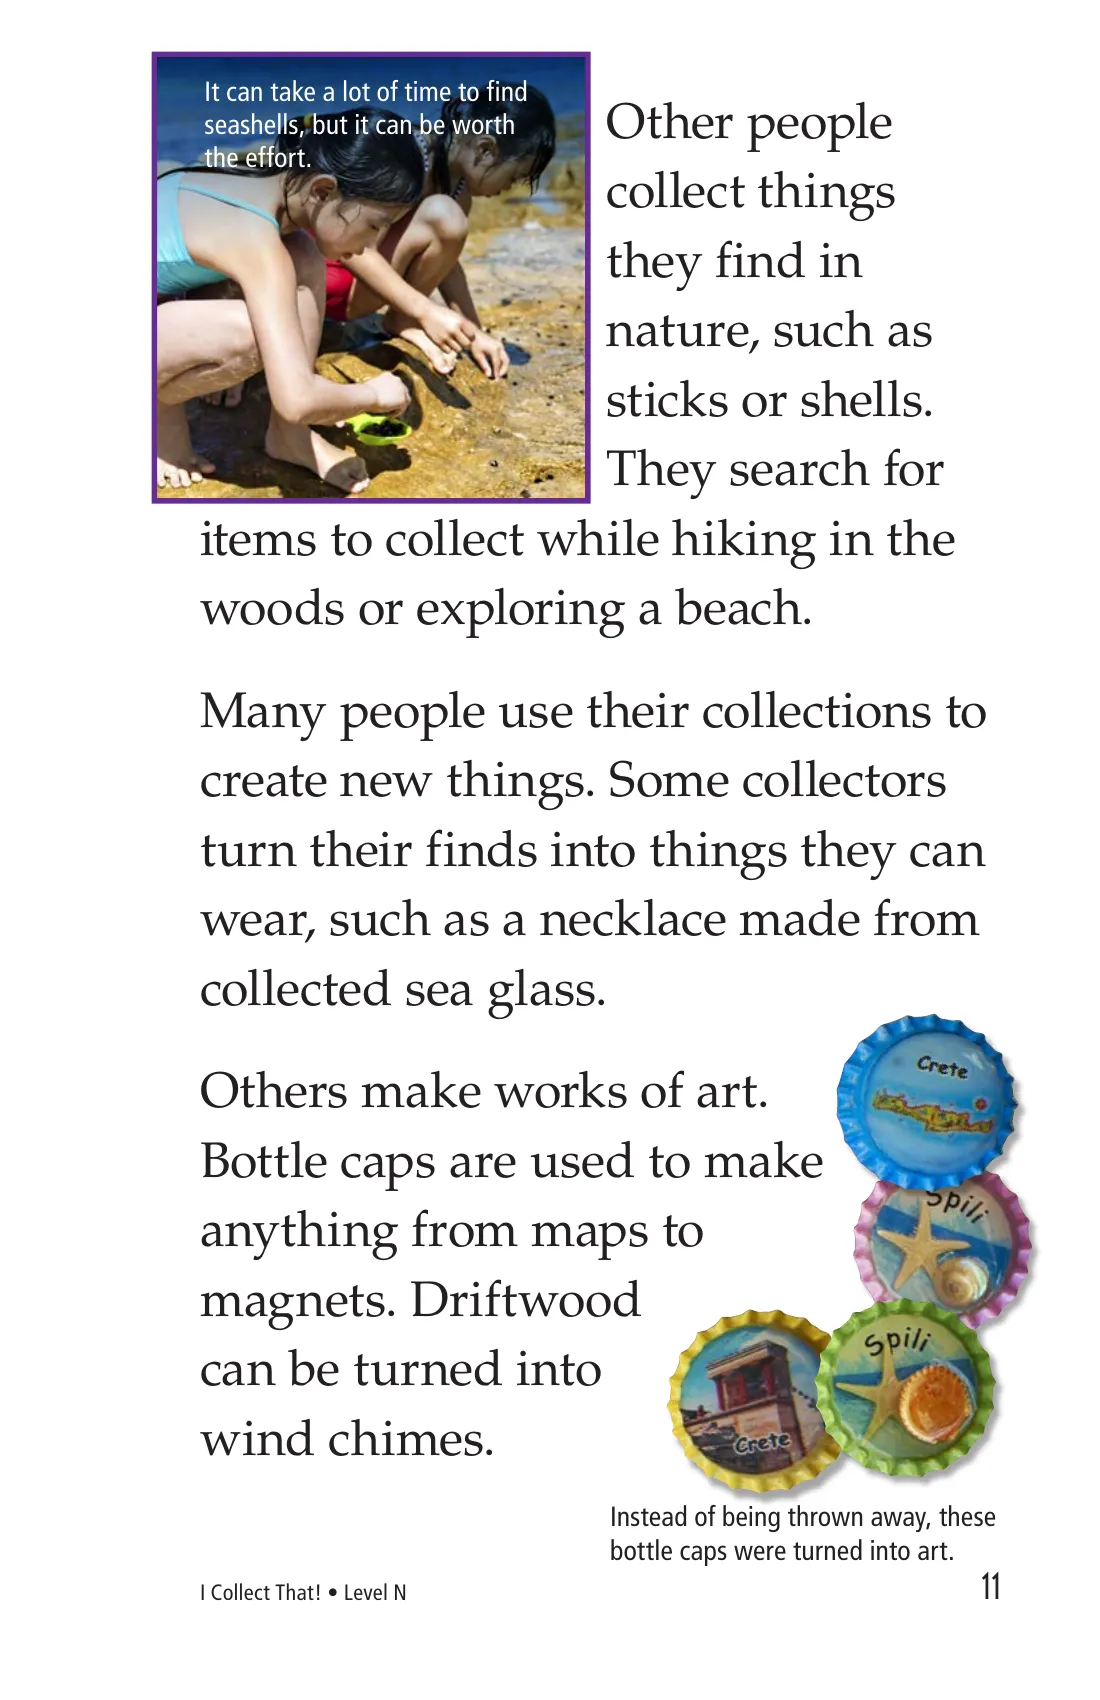 It can take a lot of time to find
seashells, but it can be worth
the effort.
Other people
collect things
they find in
nature, such as
sticks or shells.
They search for
items to collect while hiking in the
woods or exploring a beach.
Many people use their collections to
create new things. Some collectors
turn their finds into things they can
wear, such as a necklace made from
collected sea glass.
Others make works of art.
Bottle caps are used to make
anything from maps to
magnets. Driftwood
can be turned into
wind chimes.
Crete
Spili
Spili
Crete
Instead of being thrown away, these
bottle caps were turned into art.
I Collect That! • Level N
11